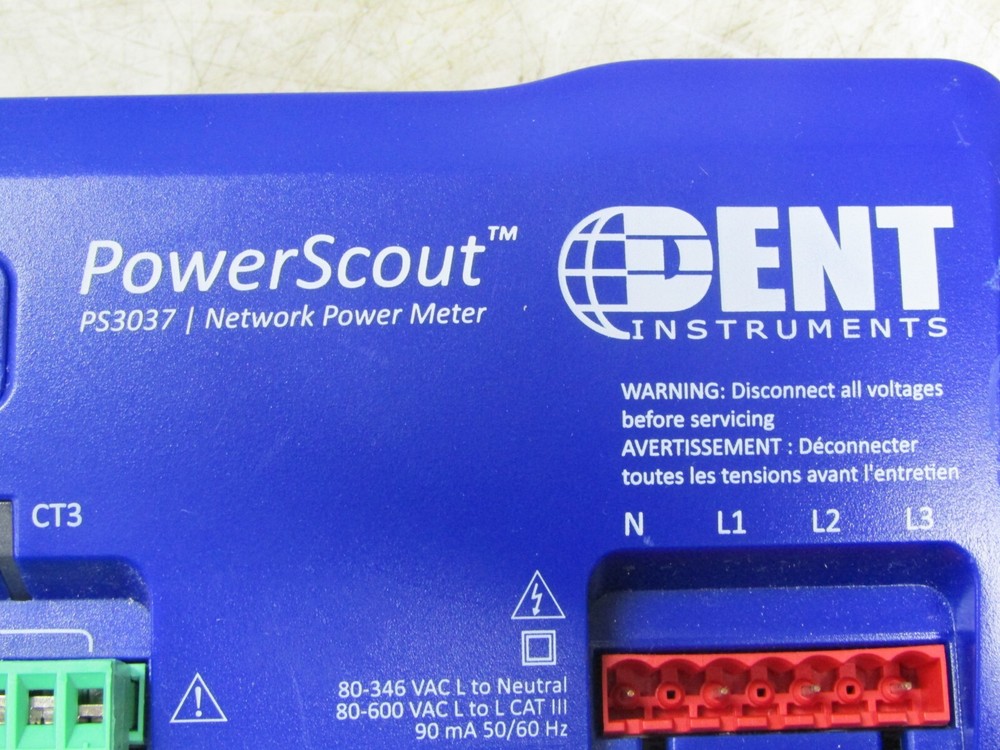 PowerScout™
PS3037 | Network Power Meter
DENT
INSTRUMENTS
WARNING: Disconnect all voltages
before servicing
AVERTISSEMENT : Déconnecter
toutes les tensions avant l'entretien
CT3
N L1 L2 L3
80-346 VAC L to Neutral
80-600 VAC L to L CAT III
90 mA 50/60 Hz